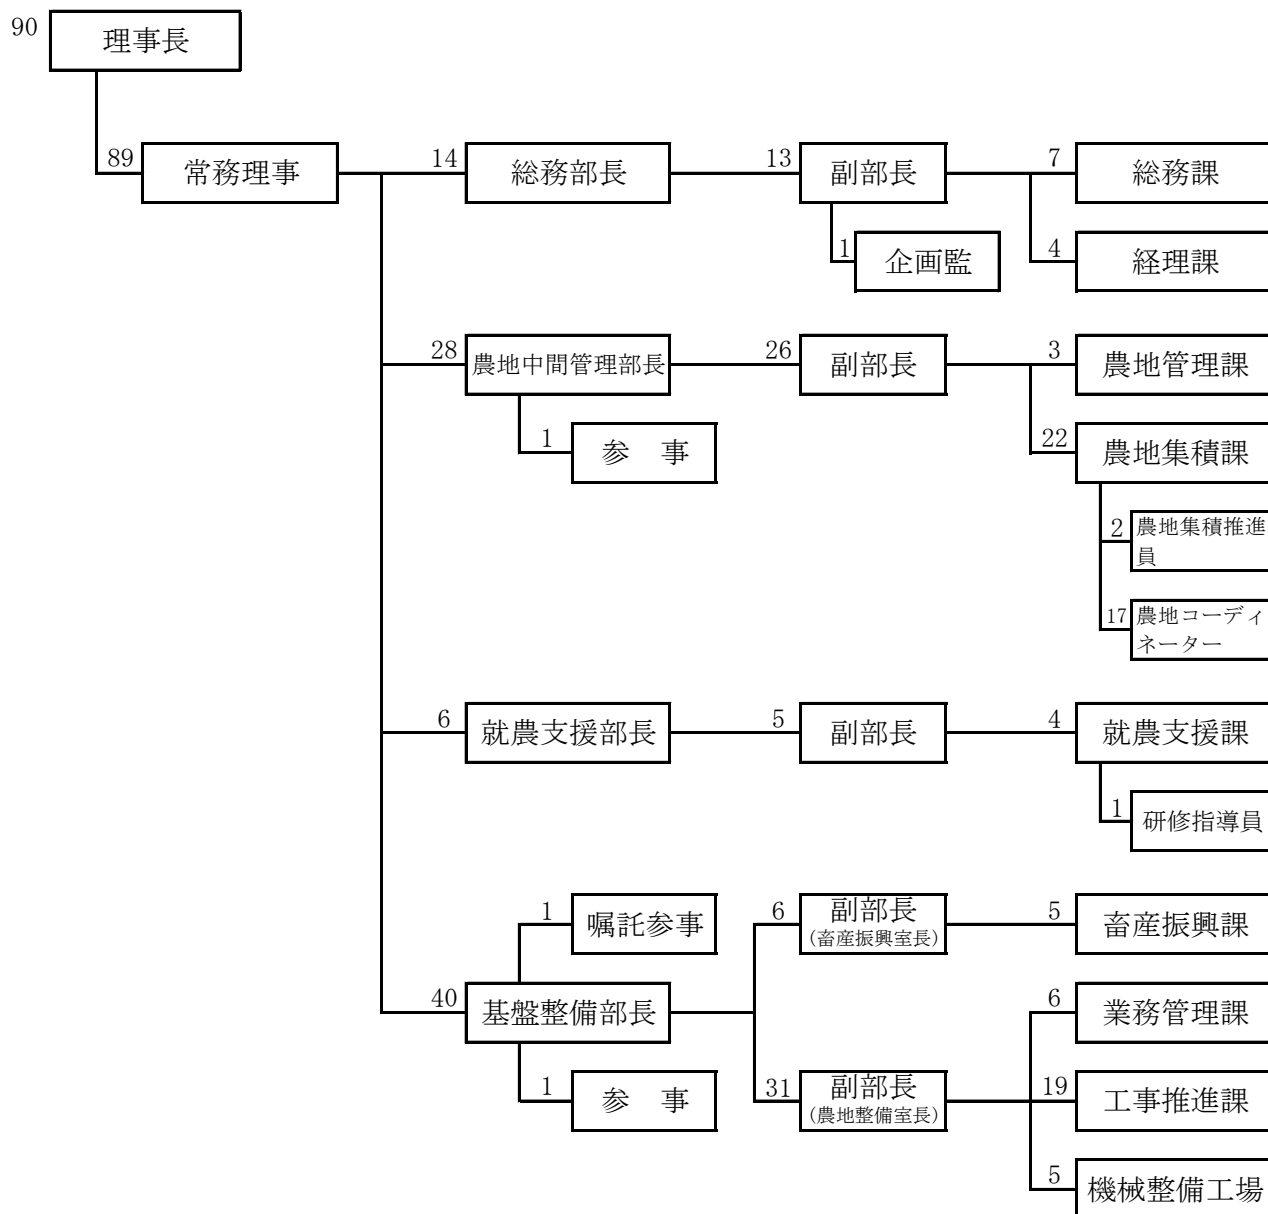 90 理事長
89 常務理事 14 総務部長 13 副部長 7 総務課
1 企画監 4 経理課
28 農地中間管理部長 26 副部長 3 農地管理課
1 参　事 22 農地集積課
2 農地集積推進
員
17 農地コーディ
ネーター
6 就農支援部長 5 副部長 4 就農支援課
1 研修指導員
1 嘱託参事 6 副部長 5 畜産振興課
(畜産振興室長)
40 基盤整備部長 6 業務管理課
1 参　事 31 副部長 19 工事推進課
(農地整備室長)
5 機械整備工場